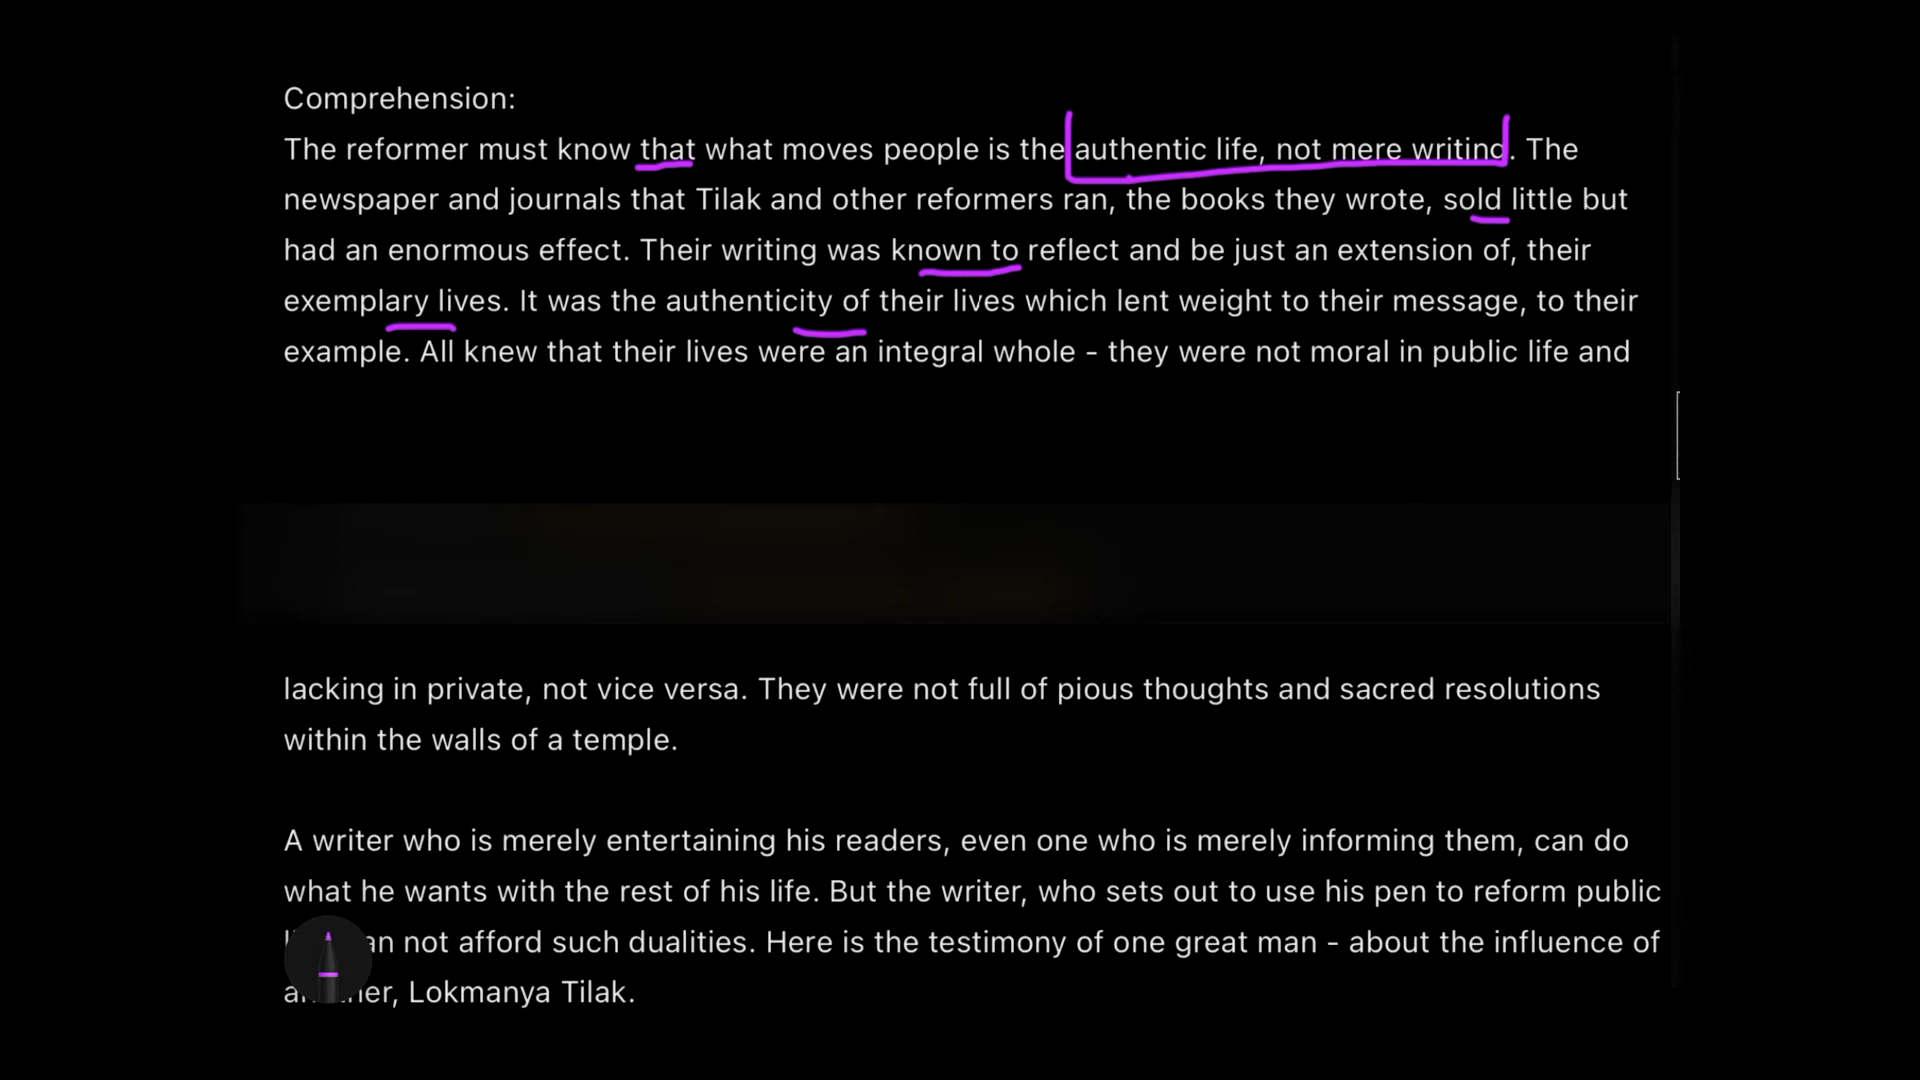 Comprehension:
The reformer must know that what moves people is the authentic life, not mere writing. The
newspaper and journals that Tilak and other reformers ran, the books they wrote, sold little but
had an enormous effect. Their writing was known to reflect and be just an extension of, their
exemplary lives. It was the authenticity of their lives which lent weight to their message, to their
example. All knew that their lives were an integral whole - they were not moral in public life and
lacking in private, not vice versa. They were not full of pious thoughts and sacred resolutions
within the walls of a temple.
A writer who is merely entertaining his readers, even one who is merely informing them, can do
what he wants with the rest of his life. But the writer, who sets out to use his pen to reform public
not afford such dualities. Here is the testimony of one great man - about the influence of
Lokmanya Tilak.